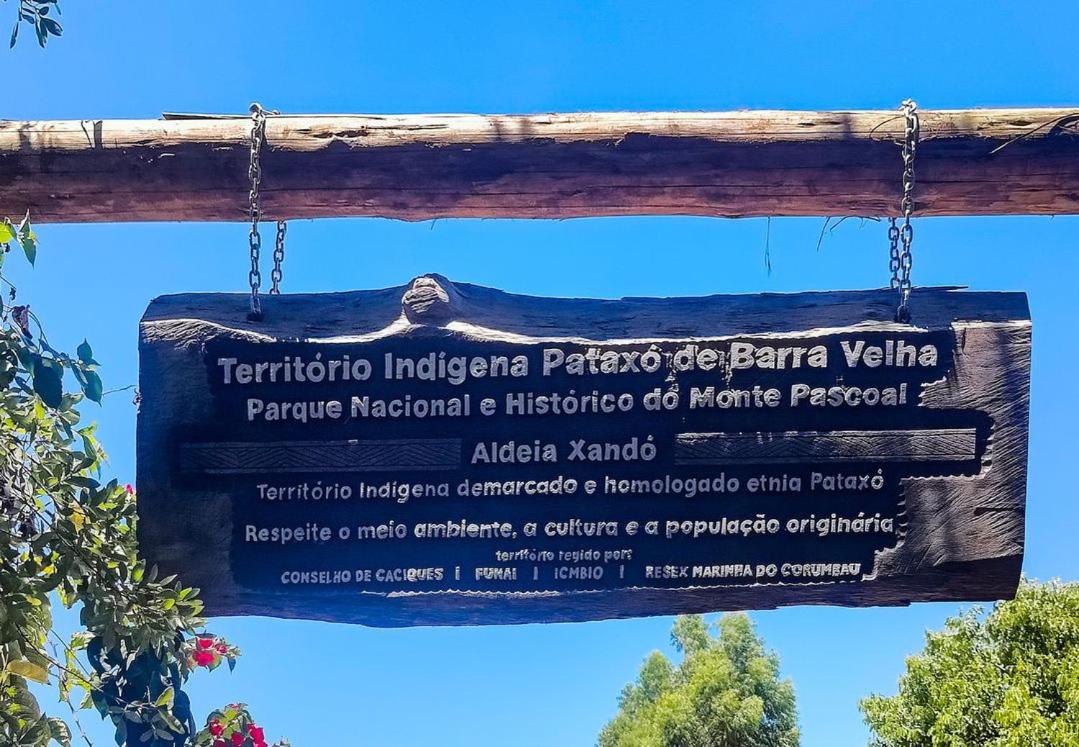 Território Indígena Pataxó de Barra Velha
Parque Nacional e Histórico do Monte Pascoal
Aldeia Xandó
Território Indígena demarcado e homologado etnia Pataxó
Respeite o meio ambiente, a cultura e a população originária
território regido por:
CONSELHO DE CACIQUES | FUNAI | ICMBIO | RESEX MARINHA DO CORUMBAU